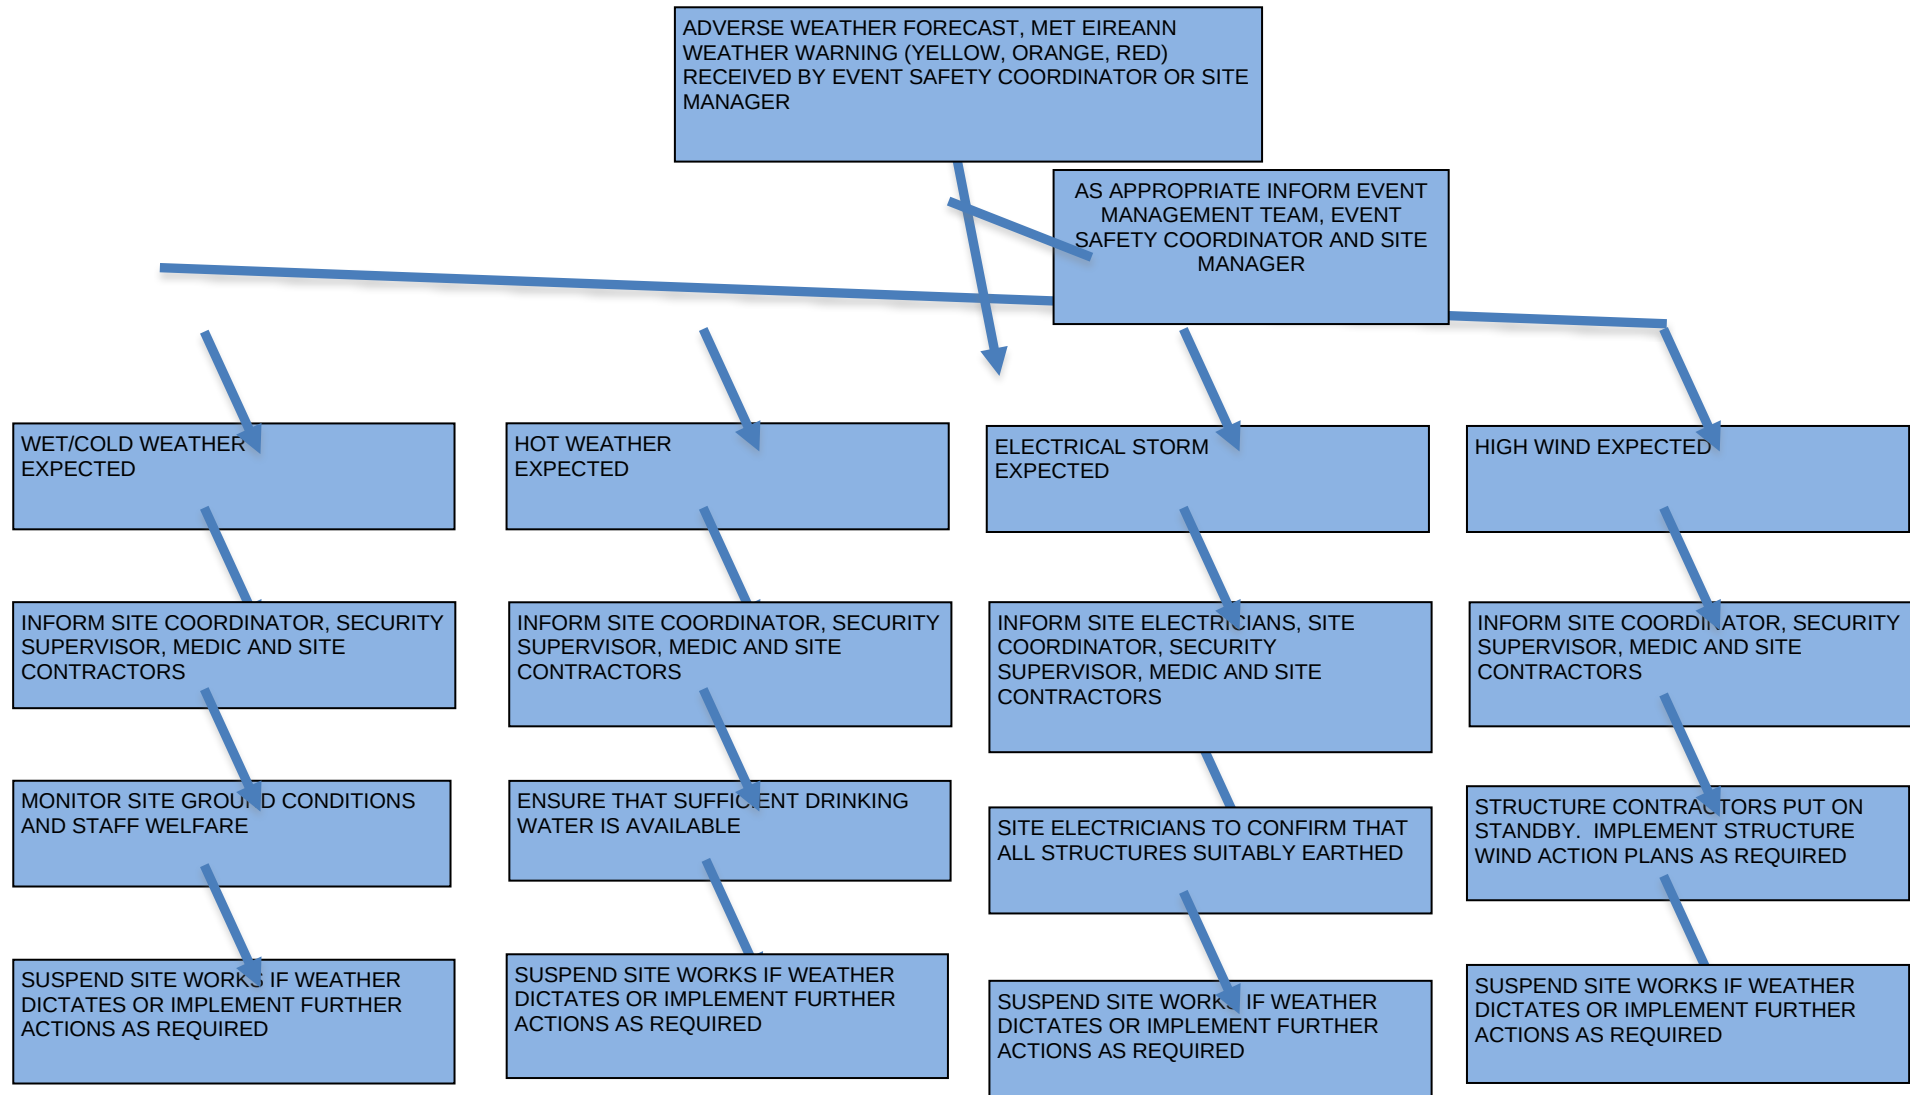 ADVERSE WEATHER FORECAST, MET EIREANN
WEATHER WARNING (YELLOW, ORANGE, RED)
RECEIVED BY EVENT SAFETY COORDINATOR OR SITE
MANAGER
AS APPROPRIATE INFORM EVENT
MANAGEMENT TEAM, EVENT
SAFETY COORDINATOR AND SITE
MANAGER
WET/COLD WEATHER
EXPECTED
HOT WEATHER
EXPECTED
ELECTRICAL STORM
EXPECTED
HIGH WIND EXPECTED
INFORM SITE COORDINATOR, SECURITY
SUPERVISOR, MEDIC AND SITE
CONTRACTORS
INFORM SITE COORDINATOR, SECURITY
SUPERVISOR, MEDIC AND SITE
CONTRACTORS
INFORM SITE ELECTRICIANS, SITE
COORDINATOR, SECURITY
SUPERVISOR, MEDIC AND SITE
CONTRACTORS
INFORM SITE COORDINATOR, SECURITY
SUPERVISOR, MEDIC AND SITE
CONTRACTORS
MONITOR SITE GROUND CONDITIONS
AND STAFF WELFARE
ENSURE THAT SUFFICIENT DRINKING
WATER IS AVAILABLE
SITE ELECTRICIANS TO CONFIRM THAT
ALL STRUCTURES SUITABLY EARTHED
STRUCTURE CONTRACTORS PUT ON
STANDBY. IMPLEMENT STRUCTURE
WIND ACTION PLANS AS REQUIRED
SUSPEND SITE WORKS IF WEATHER
DICTATES OR IMPLEMENT FURTHER
ACTIONS AS REQUIRED
SUSPEND SITE WORKS IF WEATHER
DICTATES OR IMPLEMENT FURTHER
ACTIONS AS REQUIRED
SUSPEND SITE WORKS IF WEATHER
DICTATES OR IMPLEMENT FURTHER
ACTIONS AS REQUIRED
SUSPEND SITE WORKS IF WEATHER
DICTATES OR IMPLEMENT FURTHER
ACTIONS AS REQUIRED